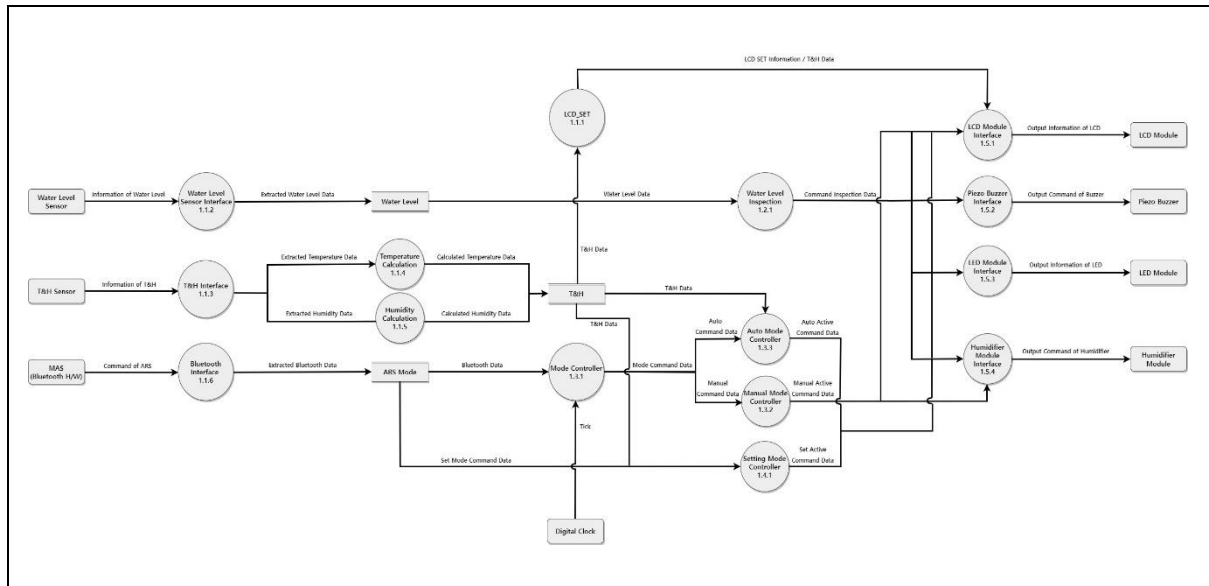 LCD SET Information / T&H Data
LCD_SET
1.1.1
LCD Module
Interface
1.5.1
Output Information of LCD
LCD Module
Water Level
Sensor
Information of Water Level
Water Level
Sensor Interface
1.1.2
Extracted Water Level Data
Water Level
Water Level Data
Water Level
Inspection
1.2.1
Command Inspection Data
Piezo Buzzer
Interface
1.5.2
Output Command of Buzzer
Piezo Buzzer
T&H Data
T&H Sensor
Information of T&H
T&H Interface
1.1.3
Extracted Temperature Data
Temperature
Calculation
1.1.4
Calculated Temperature Data
Extracted Humidity Data
Humidity
Calculation
1.1.5
Calculated Humidity Data
T&H
T&H Data
T&H Data
LED Module
Interface
1.5.3
Output Information of LED
LED Module
MAS
(Bluetooth H/W)
Command of ARS
Bluetooth
Interface
1.1.6
Extracted Bluetooth Data
ARS Mode
Bluetooth Data
Mode Controller
1.3.1
Mode Command Data
Auto
Command Data
Auto Mode
Controller
1.3.3
Auto Active
Command Data
Manual
Command Data
Manual Mode
Controller
1.3.2
Manual Active
Command Data
Humidifier
Module
Interface
1.5.4
Output Command of Humidifier
Humidifier
Module
Tick
Set Mode Command Data
Setting Mode
Controller
1.4.1
Set Active
Command Data
Digital Clock